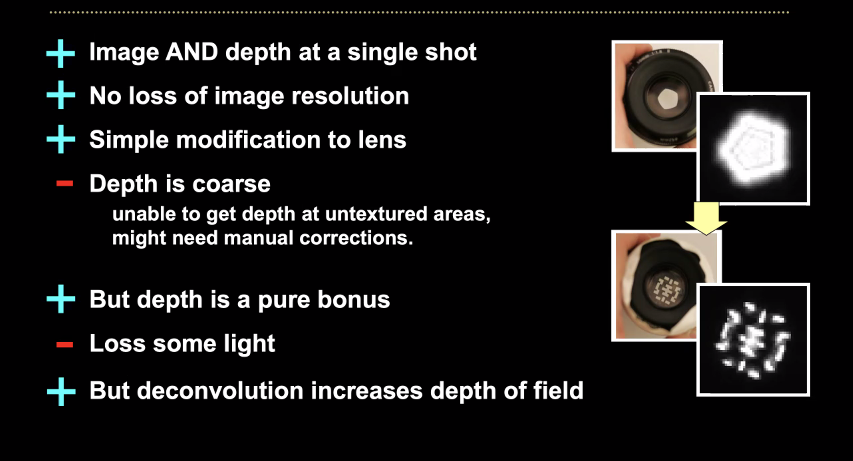 + Image AND depth at a single shot
+ No loss of image resolution
+ Simple modification to lens
- Depth is coarse
unable to get depth at untextured areas,
might need manual corrections.
+ But depth is a pure bonus
- Loss some light
+ But deconvolution increases depth of field